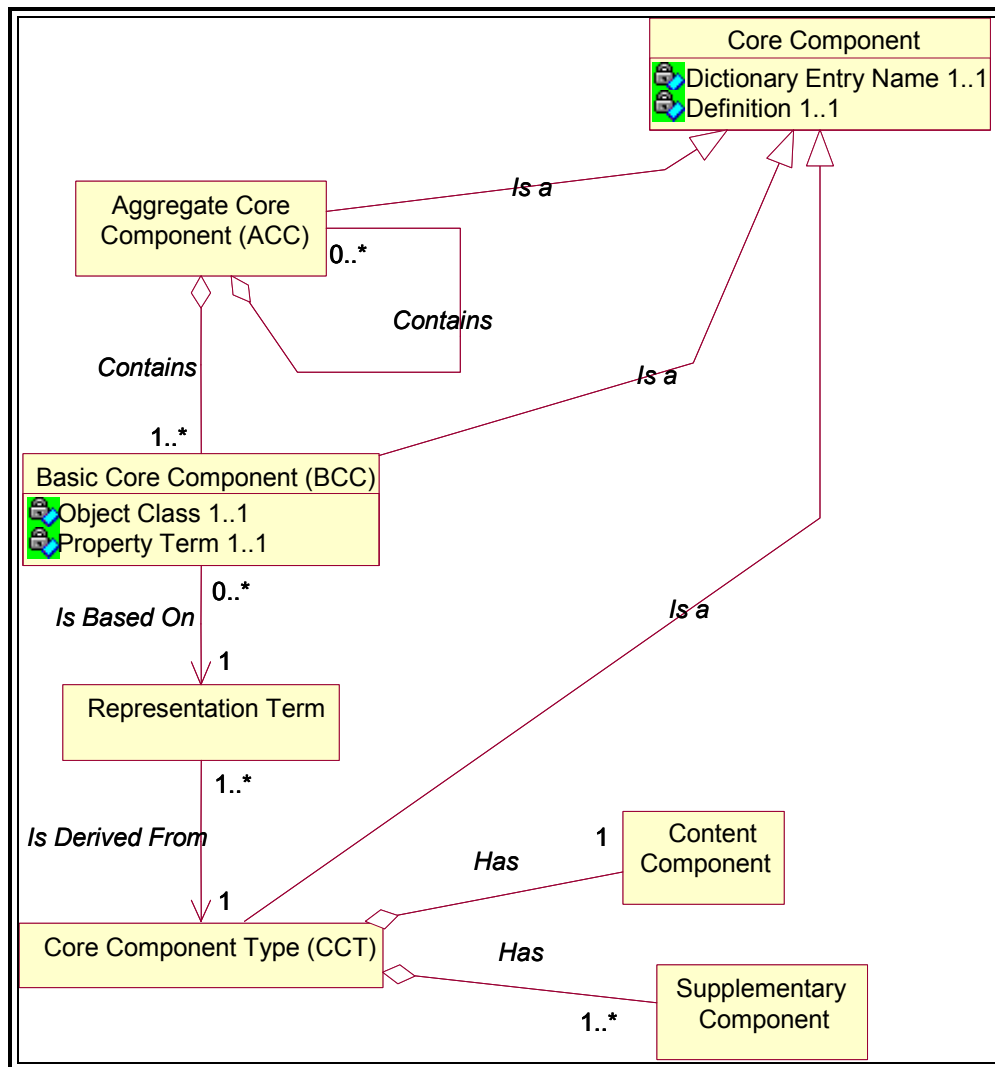 Core Component
Dictionary Entry Name 1..1
Definition 1..1
Is a
Aggregate Core
Component (ACC)
0..*
Contains
Contains
Is a
1..*
Basic Core Component (BCC)
Object Class 1..1
Property Term 1..1
0..*
Is Based On
Is a
1
Representation Term
1..*
Is Derived From
1
Content
Component
1
Has
Core Component Type (CCT)
Has
Supplementary
Component
1..*